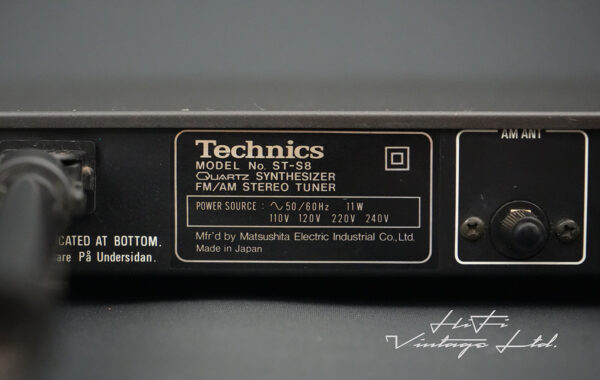 Technics
MODEL No. ST-S8
QUARTZ SYNTHESIZER
FM/AM STEREO TUNER
POWER SOURCE : ∿ 50/60Hz 11W
110V 120V 220V 240V
Mfr'd by Matsushita Electric Industrial Co., Ltd.
Made in Japan
AM ANT
CATED AT BOTTOM.
are På Undersidan.
HiFi
Vintage Ltd.